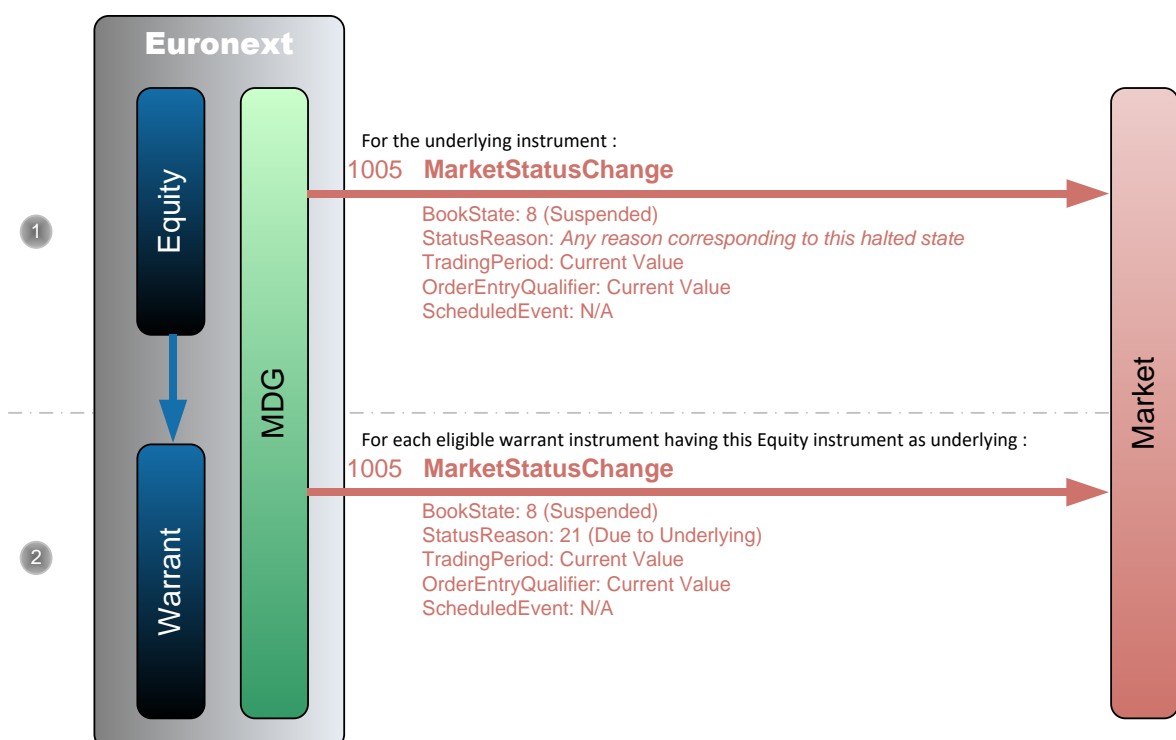 Euronext
Equity
MDG
Warrant
Market
1
For the underlying instrument :
1005 MarketStatusChange
BookState: 8 (Suspended)
StatusReason: Any reason corresponding to this halted state
TradingPeriod: Current Value
OrderEntryQualifier: Current Value
ScheduledEvent: N/A
2
For each eligible warrant instrument having this Equity instrument as underlying :
1005 MarketStatusChange
BookState: 8 (Suspended)
StatusReason: 21 (Due to Underlying)
TradingPeriod: Current Value
OrderEntryQualifier: Current Value
ScheduledEvent: N/A